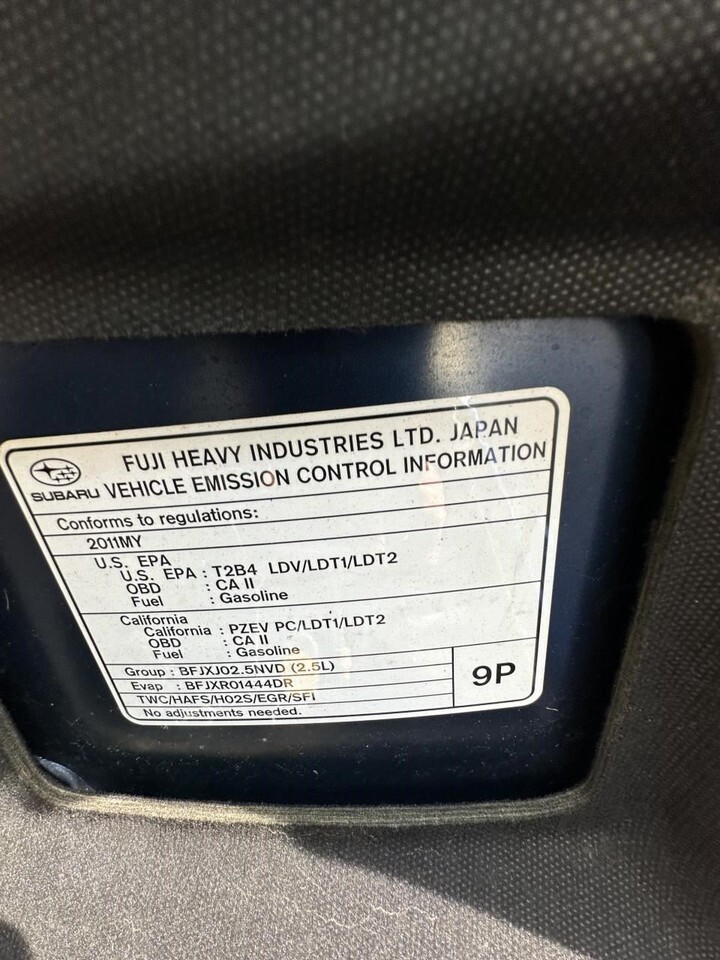 FUJI HEAVY INDUSTRIES LTD. JAPAN
SUBARU VEHICLE EMISSION CONTROL INFORMATION
Conforms to regulations:
2011MY
U.S. EPA
U.S. EPA : T2B4 LDV/LDT1/LDT2
OBD : CA II
Fuel : Gasoline
California
California : PZEV PC/LDT1/LDT2
OBD : CA II
Fuel : Gasoline
Group : BFJXJ02.5NVD (2.5L)
Evap : BFJXR01444DR
TWC/HAFS/HO2S/EGR/SFI
No adjustments needed.
9P